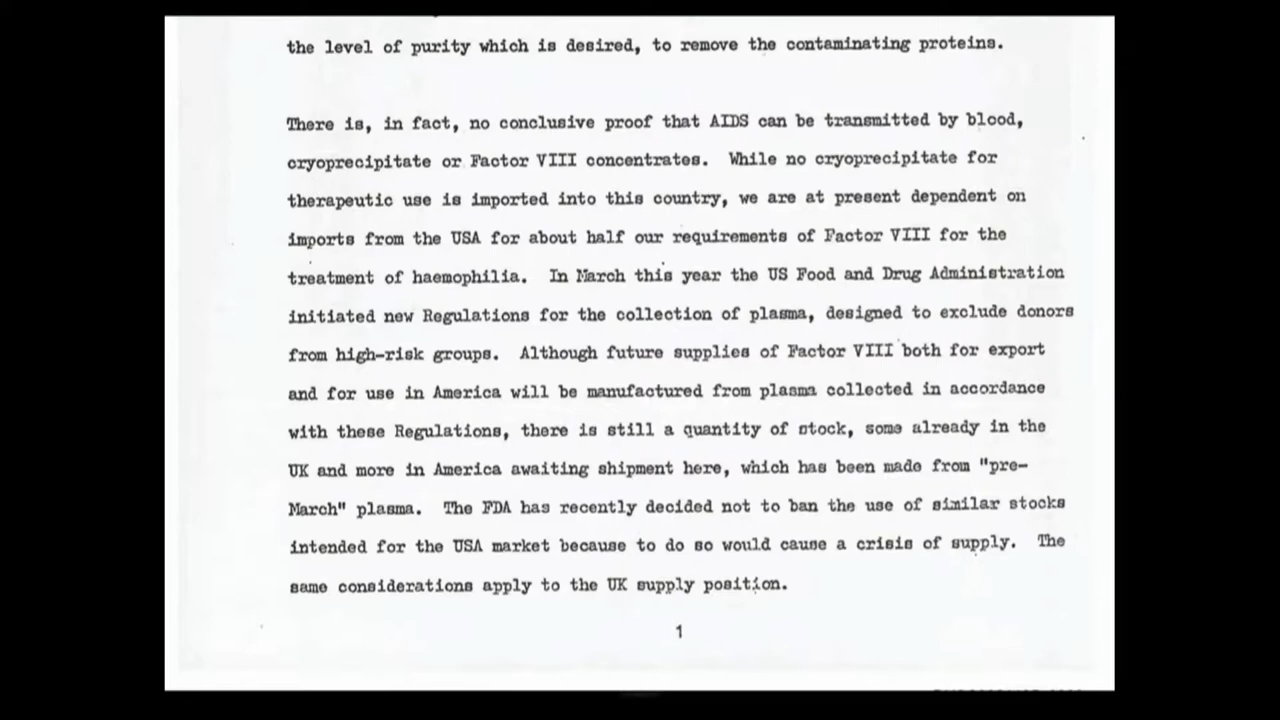 the level of purity which is desired, to remove the contaminating proteins.
There is, in fact, no conclusive proof that AIDS can be transmitted by blood,
cryoprecipitate or Factor VIII concentrates.  While no cryoprecipitate for
therapeutic use is imported into this country, we are at present dependent on
imports from the USA for about half our requirements of Factor VIII for the
treatment of haemophilia.  In March this year the US Food and Drug Administration
initiated new Regulations for the collection of plasma, designed to exclude donors
from high-risk groups.  Although future supplies of Factor VIII both for export
and for use in America will be manufactured from plasma collected in accordance
with these Regulations, there is still a quantity of stock, some already in the
UK and more in America awaiting shipment here, which has been made from "pre-
March" plasma.  The FDA has recently decided not to ban the use of similar stocks
intended for the USA market because to do so would cause a crisis of supply.  The
same considerations apply to the UK supply position.
1